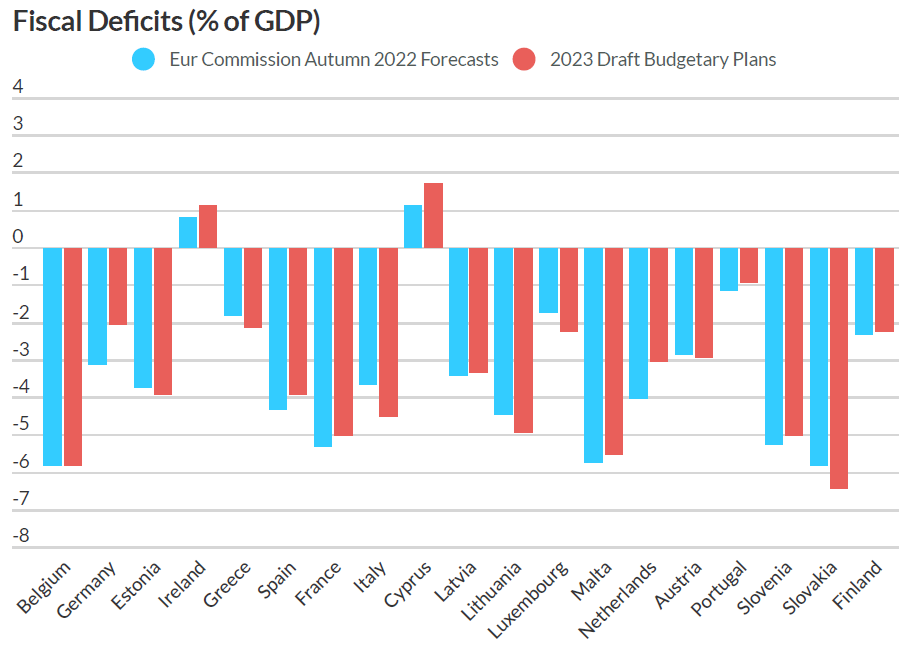 Fiscal Deficits (% of GDP)
Eur Commission Autumn 2022 Forecasts 2023 Draft Budgetary Plans
4
3
2
1
0
-1
-2
-3
-4
-5
-6
-7
-8
Belgium
Germany
Estonia
Ireland
Greece
Spain
France
Italy
Cyprus
Latvia
Lithuania
Luxembourg
Malta
Netherlands
Austria
Portugal
Slovenia
Slovakia
Finland